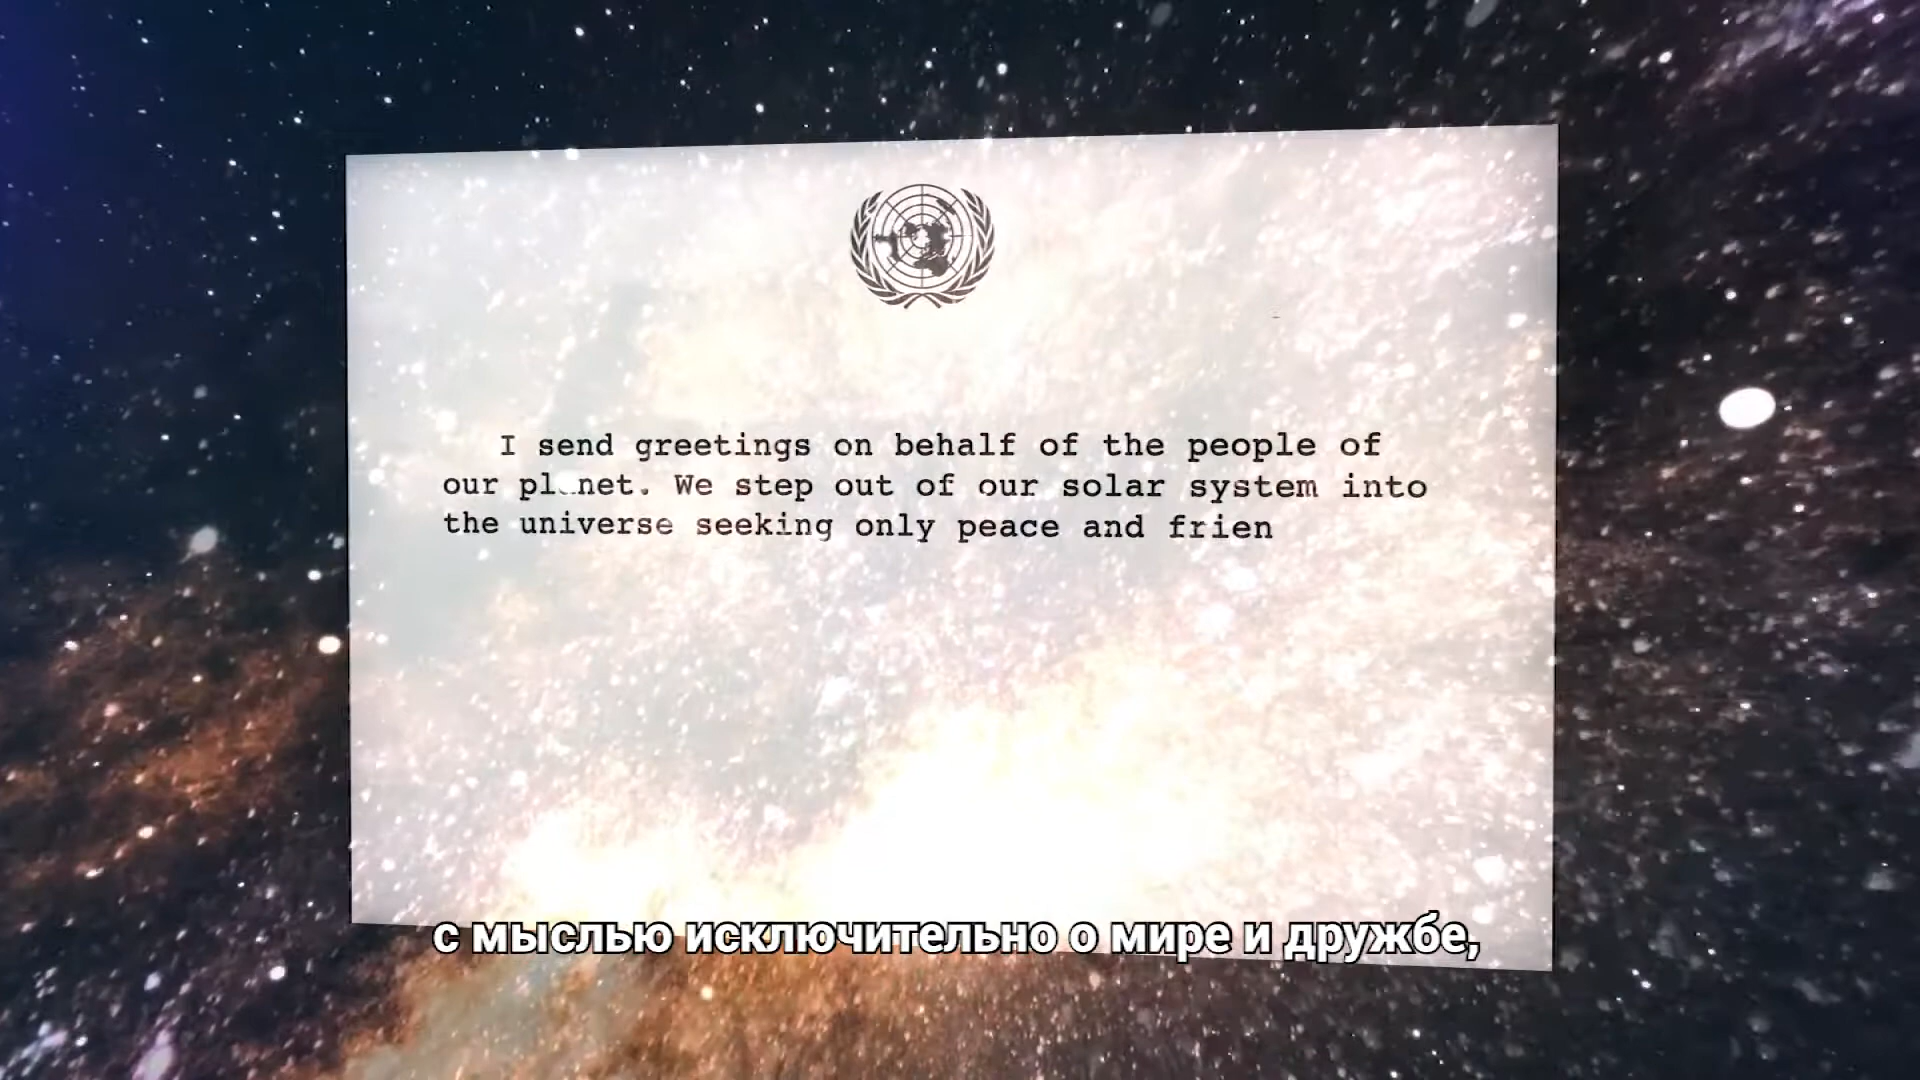 I send greetings on behalf of the people of
our planet. We step out of our solar system into
the universe seeking only peace and frien
с мыслью исключительно о мире и дружбе,